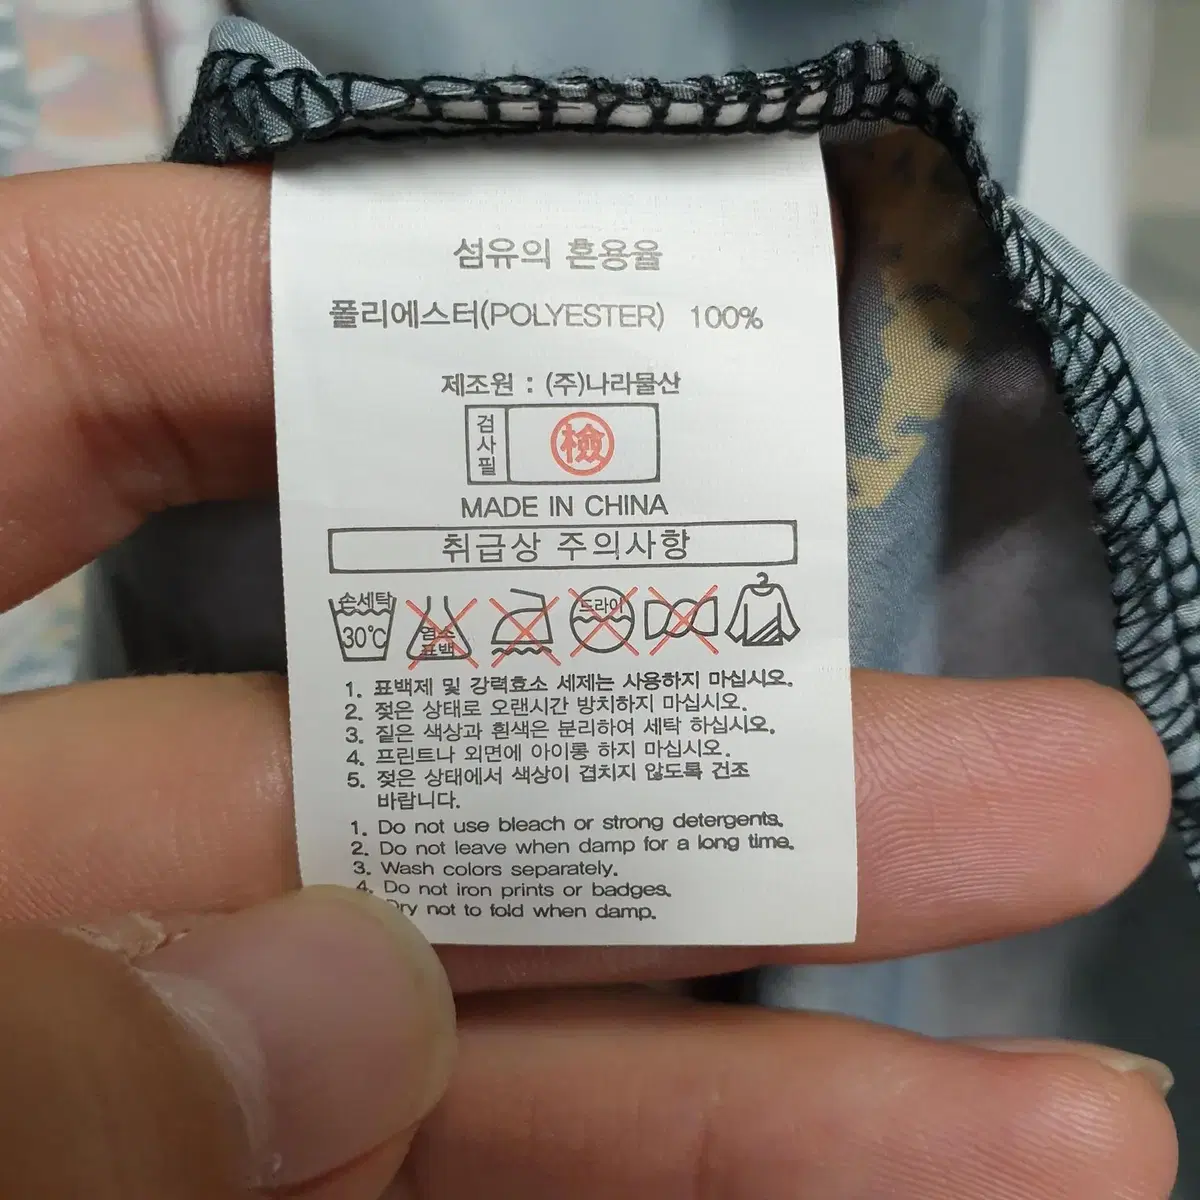 섬유의 혼용율
폴리에스터(POLYESTER) 100%
제조원 : (주)나라물산
검사필
檢
MADE IN CHINA
취급상 주의사항
손세탁
30℃
염소
표백
드라이
1. 표백제 및 강력효소 세제는 사용하지 마십시오.
2. 젖은 상태로 오랜시간 방치하지 마십시오.
3. 짙은 색상과 흰색은 분리하여 세탁 하십시오.
4. 프린트나 외면에 아이롱 하지 마십시오.
5. 젖은 상태에서 색상이 겹치지 않도록 건조
바랍니다.
1. Do not use bleach or strong detergents.
2. Do not leave when damp for a long time.
3. Wash colors separately.
4. Do not iron prints or badges.
Dry not to fold when damp.